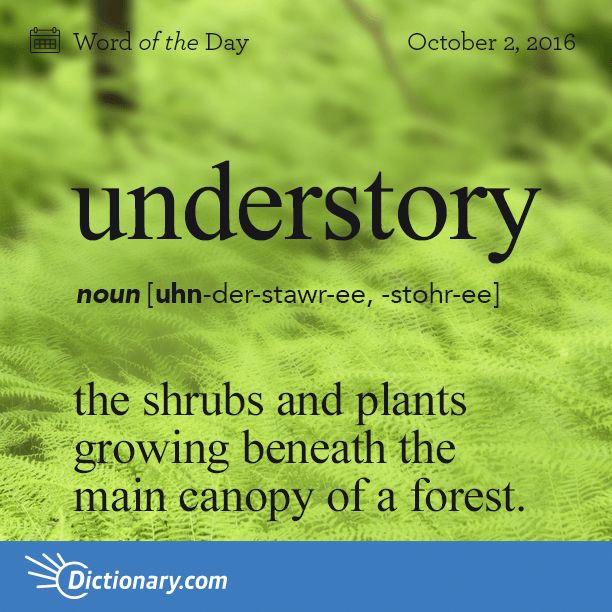 Word of the Day
October 2, 2016
understory
noun [uhn-der-stawr-ee, -stohr-ee]
the shrubs and plants
growing beneath the
main canopy of a forest.
Dictionary.com